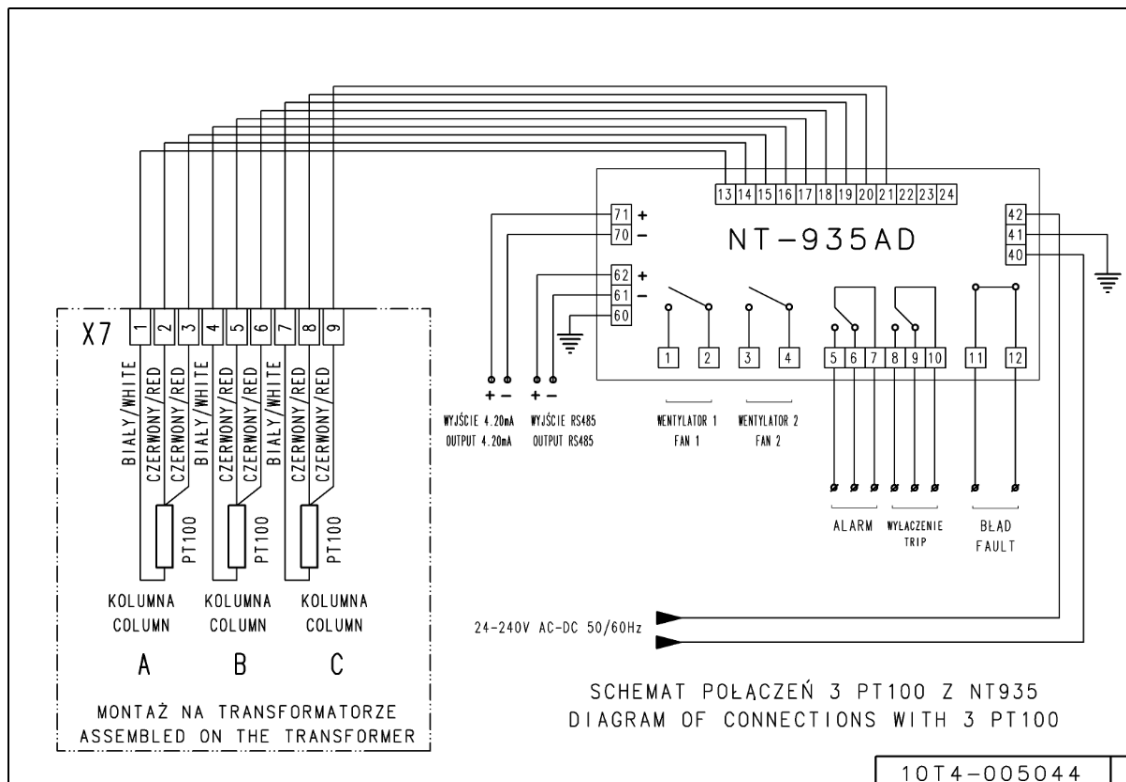 13 14 15 16 17 18 19 20 21 22 23 24
71 +
70 -
NT-935AD
42
41
40
62 +
61 -
60
X7
1 2 3 4 5 6 7 8 9
1 2 3 4 5 6 7 8 9 10 11 12
+ - + -
WYJŚCIE 4.20mA
OUTPUT 4.20mA
WYJŚCIE RS485
OUTPUT RS485
WENTYLATOR 1
FAN 1
WENTYLATOR 2
FAN 2
BIAŁY/WHITE
CZERWONY/RED
CZERWONY/RED
BIAŁY/WHITE
CZERWONY/RED
CZERWONY/RED
BIAŁY/WHITE
CZERWONY/RED
CZERWONY/RED
PT100
PT100
PT100
ALARM
WYŁACZENIE
TRIP
BŁĄD
FAULT
KOLUMNA
COLUMN
A
KOLUMNA
COLUMN
B
KOLUMNA
COLUMN
C
24-240V AC-DC 50/60Hz
MONTAŻ NA TRANSFORMATORZE
ASSEMBLED ON THE TRANSFORMER
SCHEMAT POŁĄCZEŃ 3 PT100 Z NT935
DIAGRAM OF CONNECTIONS WITH 3 PT100
10T4-005044